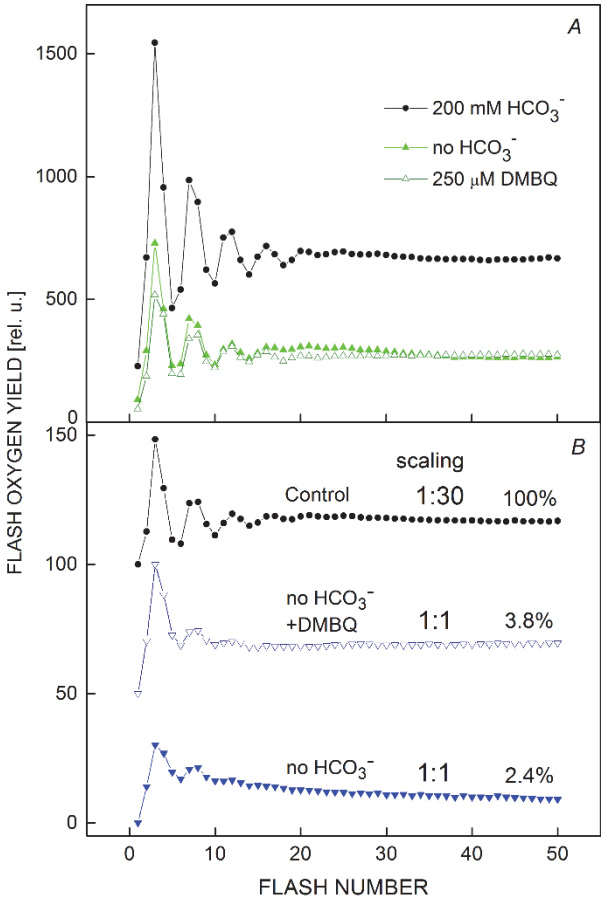 A
1500
1000
500
0
200 mM HCO₃⁻
no HCO₃⁻
250 μM DMBQ
FLASH OXYGEN YIELD [rel. u.]
B
150
100
50
0
scaling
Control 1:30 100%
no HCO₃⁻
+DMBQ 1:1 3.8%
no HCO₃⁻ 1:1 2.4%
0 10 20 30 40 50
FLASH NUMBER